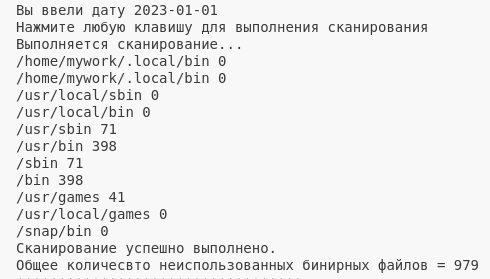 Вы ввели дату 2023-01-01
Нажмите любую клавишу для выполнения сканирования
Выполняется сканирование...
/home/mywork/.local/bin 0
/home/mywork/.local/bin 0
/usr/local/sbin 0
/usr/local/bin 0
/usr/sbin 71
/usr/bin 398
/sbin 71
/bin 398
/usr/games 41
/usr/local/games 0
/snap/bin 0
Сканирование успешно выполнено.
Общее количесвто неиспользованных бинирных файлов = 979